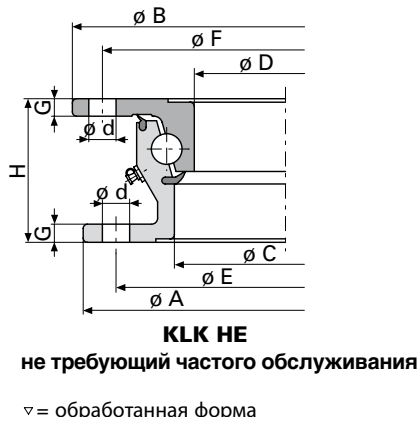 ø B
ø F
ø D
G
ø d
H
ø d
G
ø C
ø E
ø A
KLK HE
не требующий частого обслуживания
▿ = обработанная форма